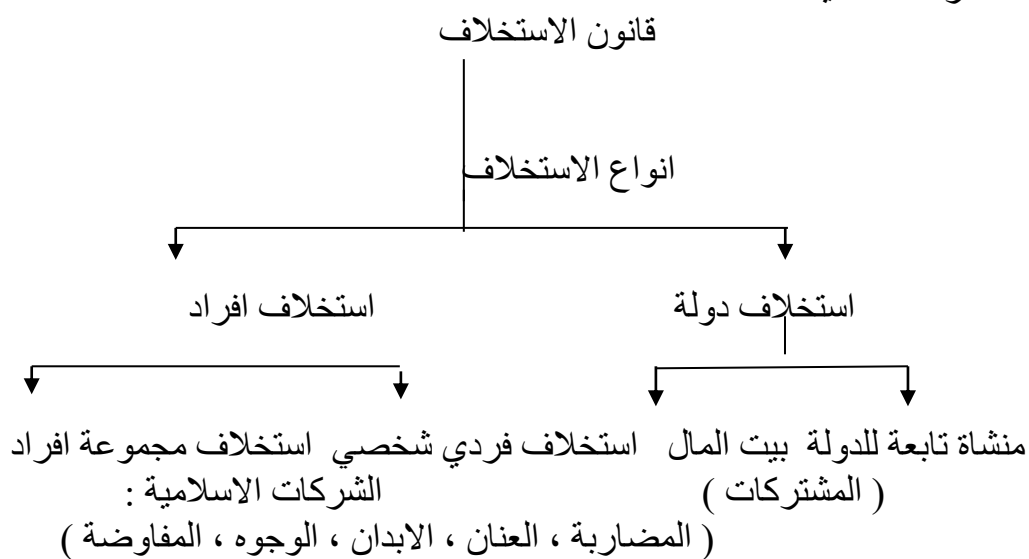 قانون الاستخلاف
انواع الاستخلاف
استخلاف دولة استخلاف افراد
منشاة تابعة للدولة بيت المال استخلاف فردي شخصي استخلاف مجموعة افراد
( المشتركات ) الشركات الاسلامية :
( المضاربة ، العنان ، الابدان ، الوجوه ، المفاوضة )